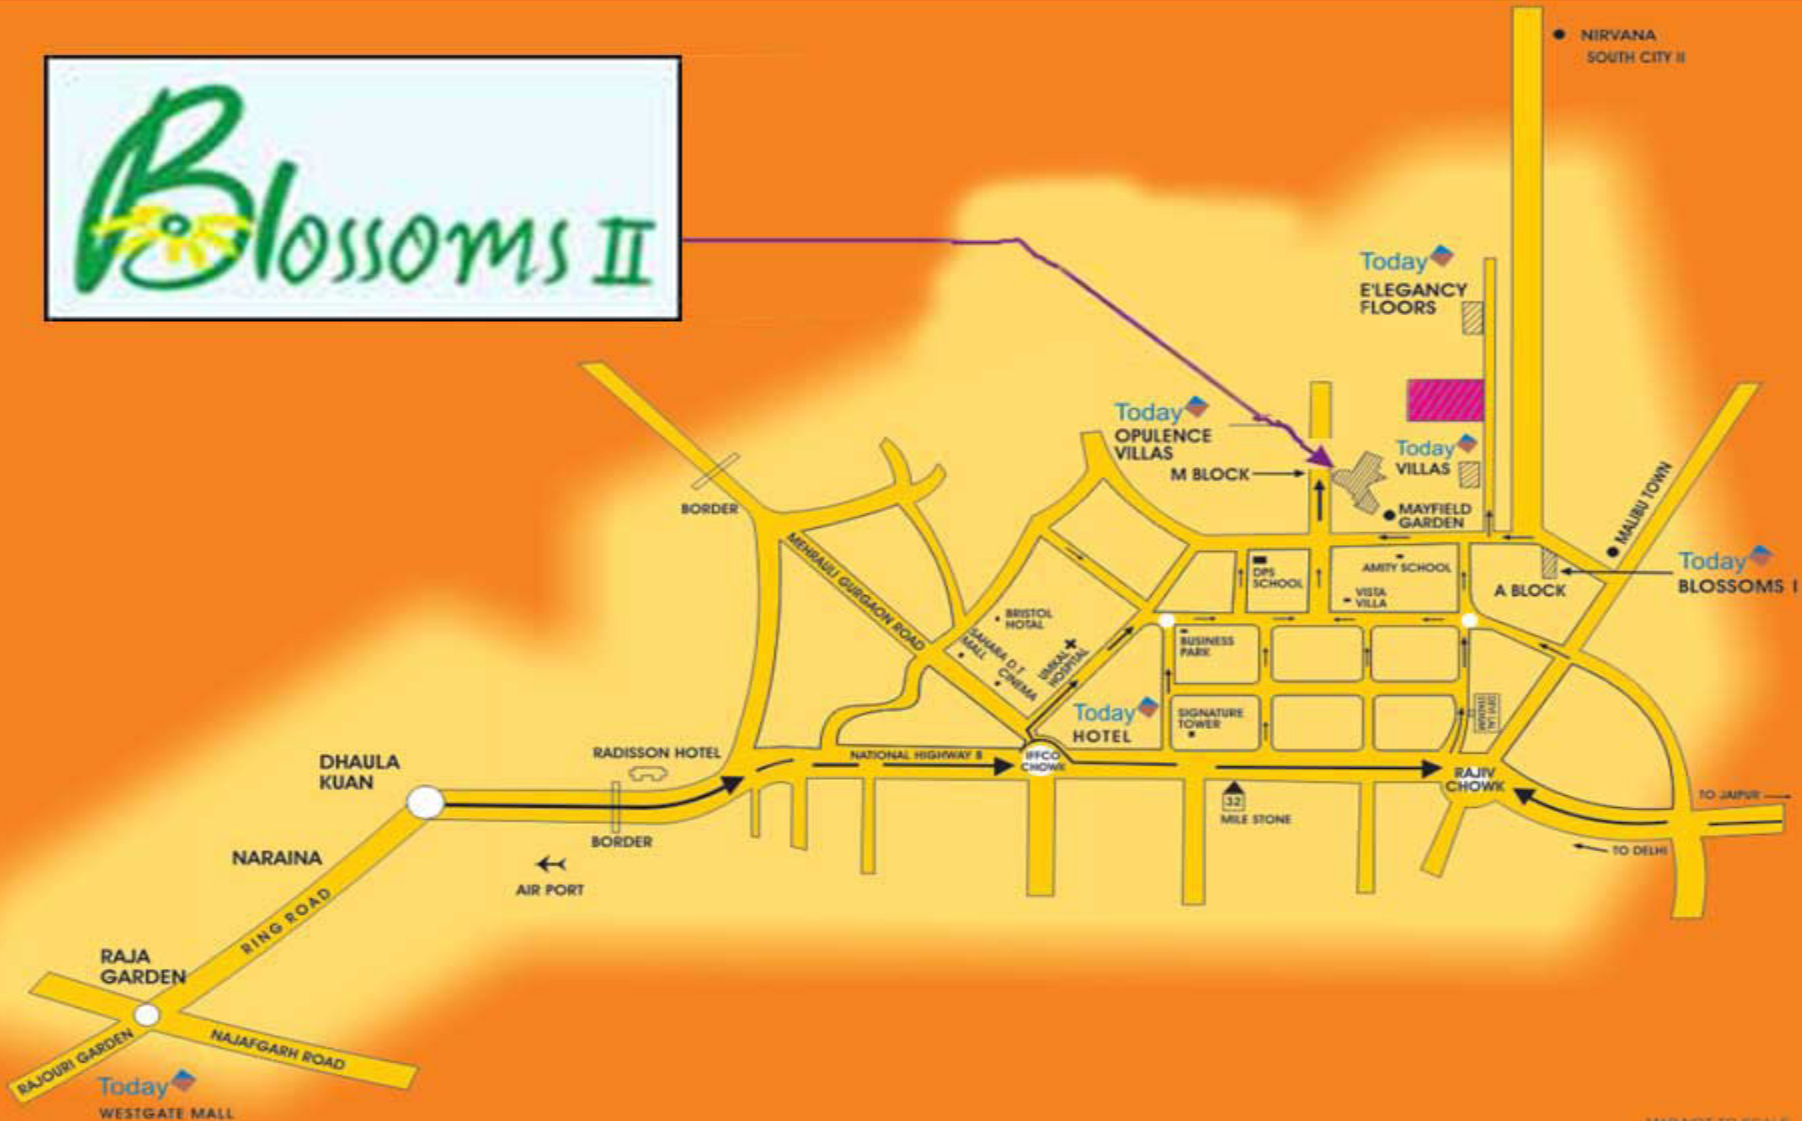 Blossoms II
NIRVANA
SOUTH CITY II
Today
E'LEGANCY
FLOORS
Today
OPULENCE
VILLAS
M BLOCK
Today
VILLAS
MAYFIELD
GARDEN
MALIBU TOWN
Today
BLOSSOMS I
A BLOCK
BORDER
MEHRAULI GURGAON ROAD
DPS
SCHOOL
AMITY SCHOOL
VISTA
VILLA
BRISTOL
HOTAL
SAHARA
MALL
D.T.
CINEMA
UMKAL
HOSPITAL
BUSINESS
PARK
Today
HOTEL
SIGNATURE
TOWER
DEVI LAL
STADIUM
DHAULA
KUAN
RADISSON HOTEL
NATIONAL HIGHWAY 8
IFFCO
CHOWK
RAJIV
CHOWK
TO JAIPUR
32
MILE STONE
BORDER
TO DELHI
NARAINA
AIR PORT
RING ROAD
RAJA
GARDEN
RAJOURI GARDEN
NAJAFGARH ROAD
Today
WESTGATE MALL